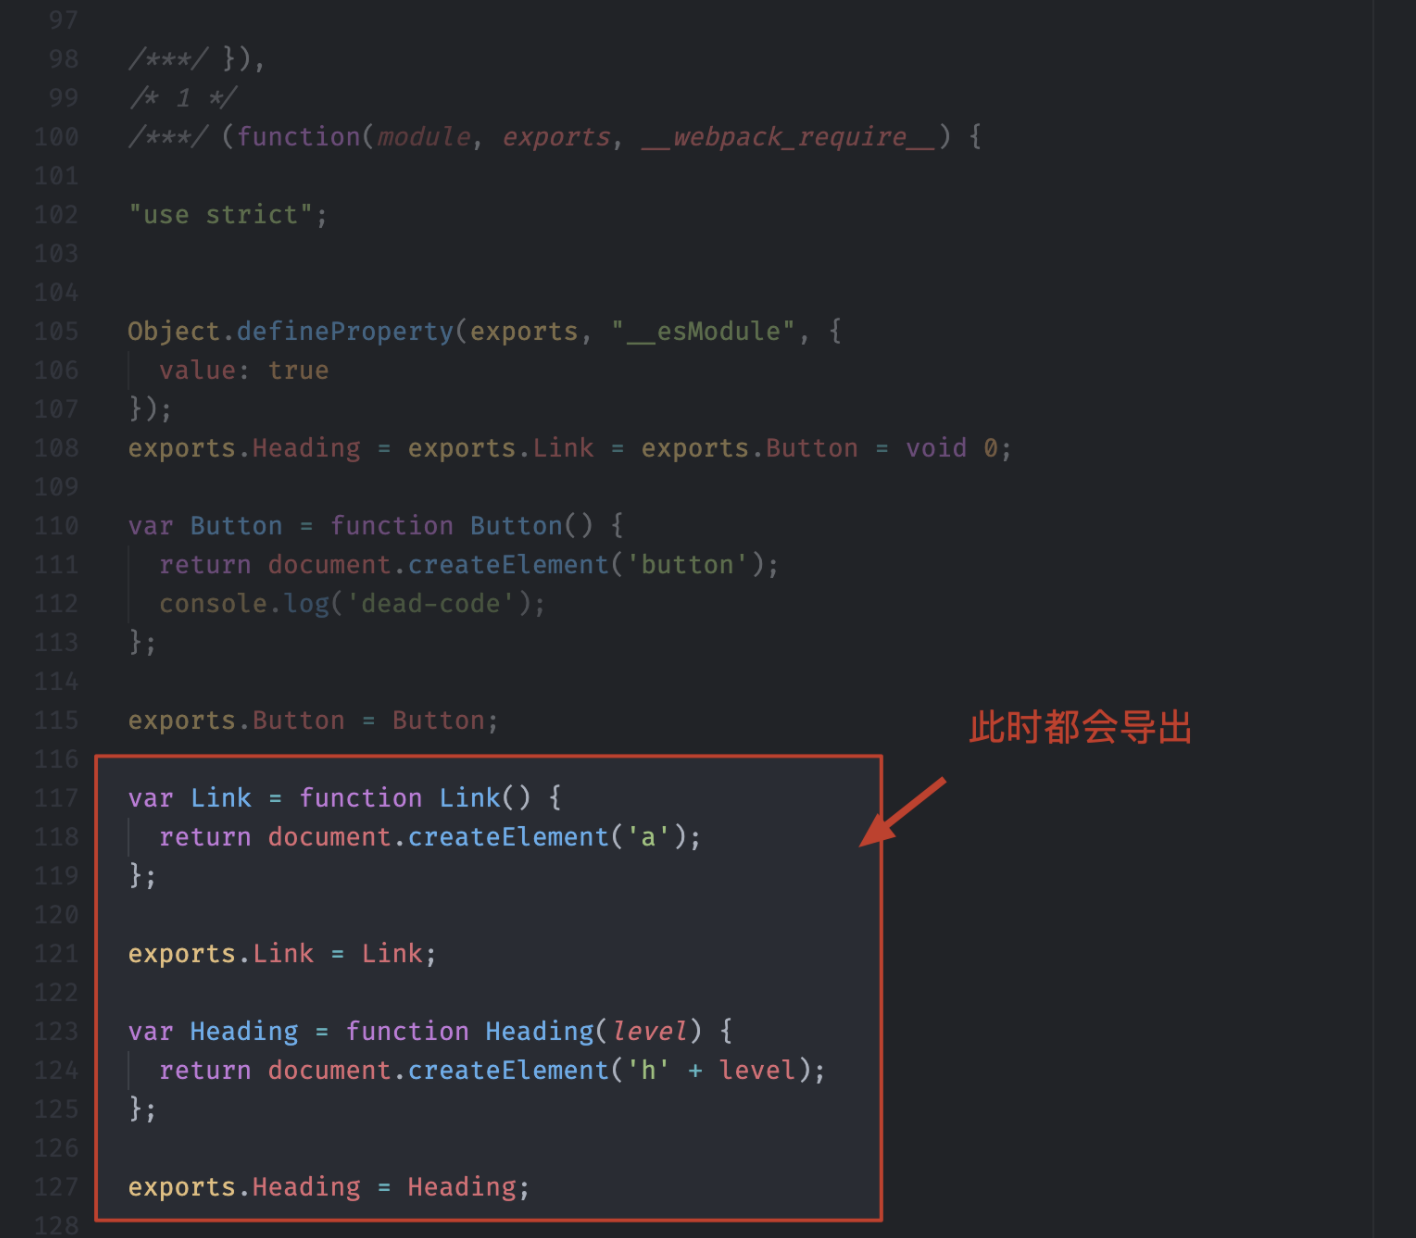 97
98 /***/ }),
99 /* 1 */
100 /***/ (function(module, exports, __webpack_require__) {
101
102 "use strict";
103
104
105 Object.defineProperty(exports, "__esModule", {
106   value: true
107 });
108 exports.Heading = exports.Link = exports.Button = void 0;
109
110 var Button = function Button() {
111   return document.createElement('button');
112   console.log('dead-code');
113 };
114
115 exports.Button = Button;
此时都会导出
116
117 var Link = function Link() {
118   return document.createElement('a');
119 };
120
121 exports.Link = Link;
122
123 var Heading = function Heading(level) {
124   return document.createElement('h' + level);
125 };
126
127 exports.Heading = Heading;
128